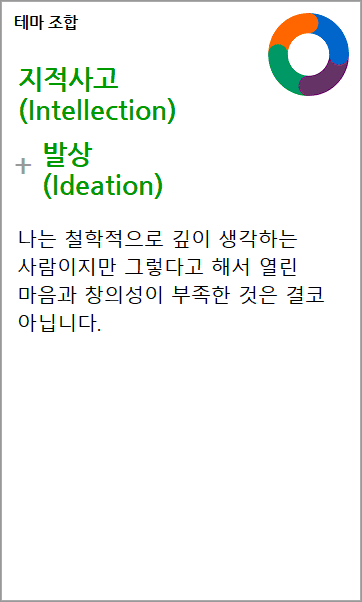 테마 조합
지적사고
(Intellection)
+ 발상
(Ideation)
나는 철학적으로 깊이 생각하는
사람이지만 그렇다고 해서 열린
마음과 창의성이 부족한 것은 결코
아닙니다.